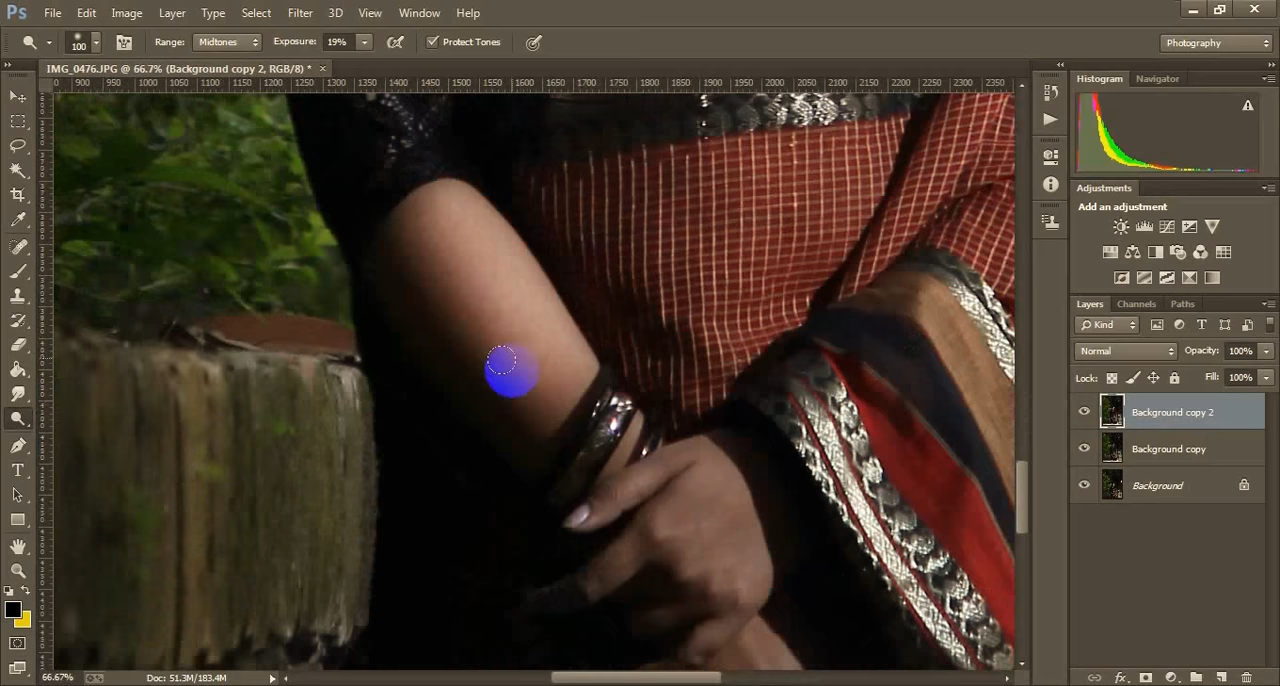 Ps File Edit Image Layer Type Select Filter 3D View Window Help
100 Range: Midtones Exposure: 19% Protect Tones Photography
IMG_0476.JPG @ 66.7% (Background copy 2, RGB/8) * ×
900 950 1000 1050 1100 1150 1200 1250 1300 1350 1400 1450 1500 1550 1600 1650 1700 1750 1800 1850 1900 1950 2000 2050 2100 2150 2200 2250 2300 2350
Histogram Navigator
Adjustments
Add an adjustment
Layers Channels Paths
Kind
Normal Opacity: 100%
Lock: Fill: 100%
Background copy 2
Background copy
Background
T
66.67% Doc: 51.3M/183.4M
fx